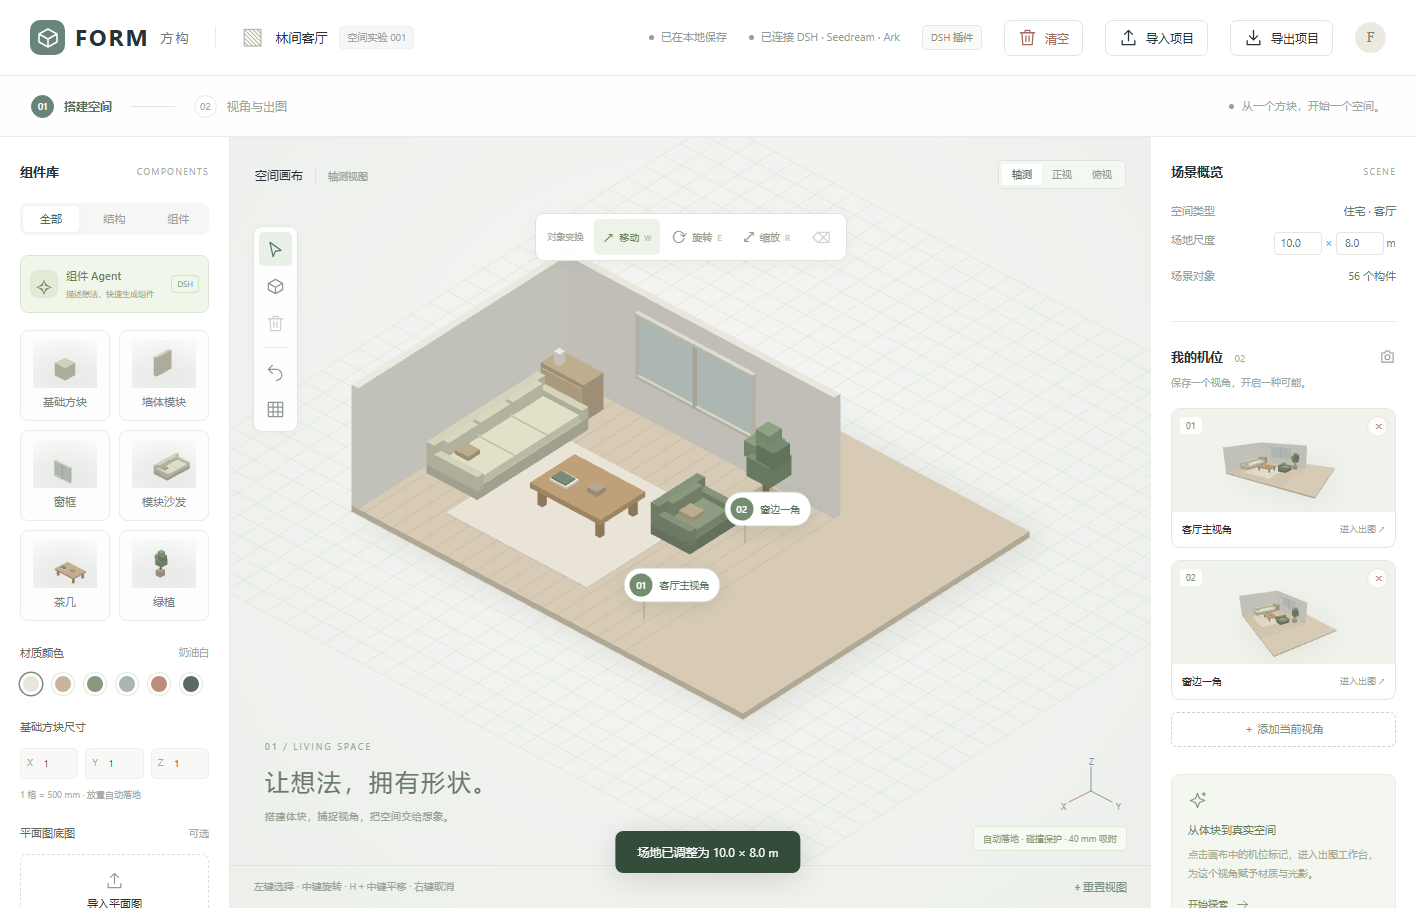 FORM 方构
林间客厅 空间实验 001
已在本地保存
已连接 DSH · Seedream · Ark
DSH 插件
清空
导入项目
导出项目
F
01 搭建空间
02 视角与出图
从一个方块，开始一个空间。
组件库 COMPONENTS
全部 结构 组件
组件 Agent
描述想法，快速生成组件
DSH
基础方块 墙体模块
窗框 模块沙发
茶几 绿植
材质颜色 奶油白
基础方块尺寸
X 1 Y 1 Z 1
1 格 = 500 mm · 放置自动落地
平面图底图 可选
导入平面图
空间画布 轴测视图
轴测 正视 俯视
对象变换 移动 W 旋转 E 缩放 R
02 窗边一角
01 客厅主视角
01 / LIVING SPACE
让想法，拥有形状。
搭建体块，捕捉视角，把空间交给想象。
Z
X Y
自动落地 · 碰撞保护 · 40 mm 吸附
场地已调整为 10.0 × 8.0 m
左键选择 · 中键旋转 · H + 中键平移 · 右键取消
重置视图
场景概览 SCENE
空间类型 住宅 · 客厅
场地尺度 10.0 × 8.0 m
场景对象 56 个构件
我的机位 02
保存一个视角，开启一种可能。
01
客厅主视角 进入出图 ↗
02
窗边一角 进入出图 ↗
+ 添加当前视角
从体块到真实空间
点击画布中的机位标记，进入出图工作台，
为这个视角赋予材质与光影。
开始探索 →